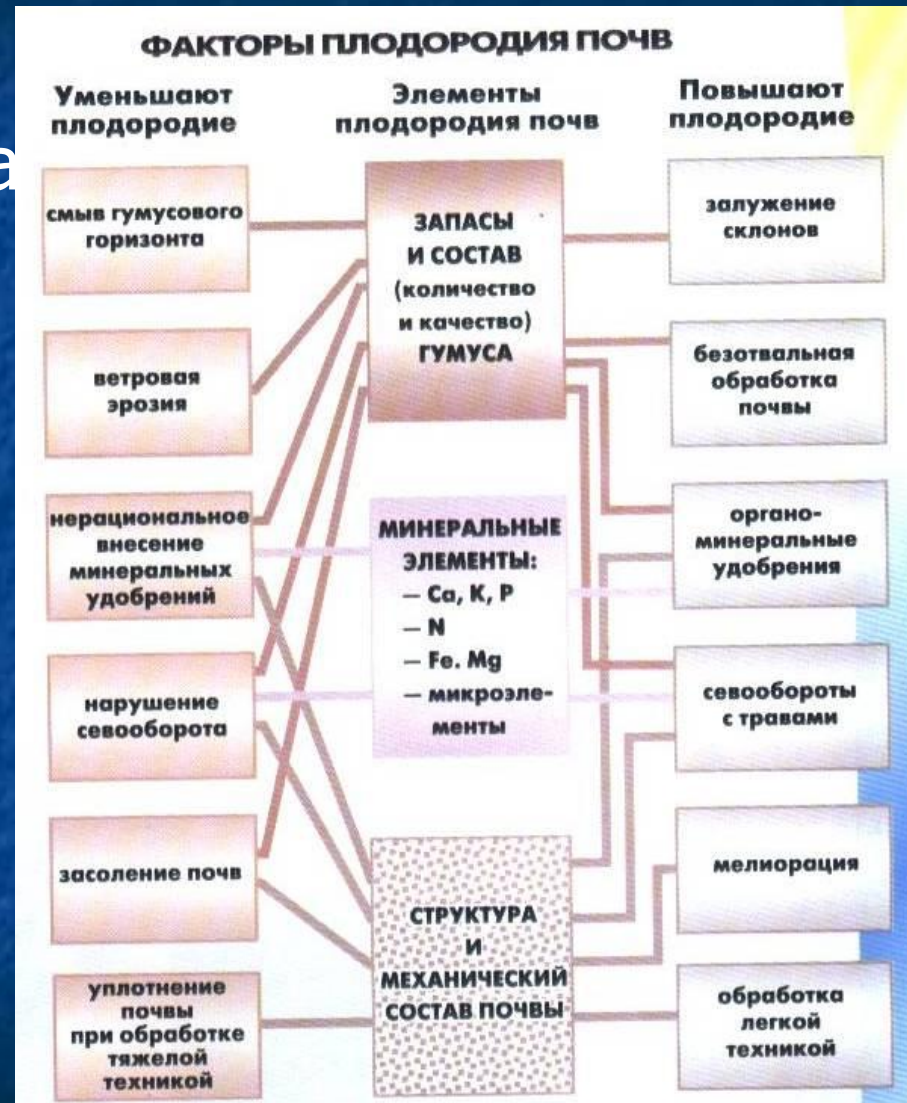 ФАКТОРЫ ПЛОДОРОДИЯ ПОЧВ
Уменьшают
плодородие
Элементы
плодородия почв
Повышают
плодородие
а
смыв гумусового
горизонта
ветровая
эрозия
нерациональное
внесение
минеральных
удобрений
нарушение
севооборота
засоление почв
уплотнение
почвы
при обработке
тяжелой
техникой
ЗАПАСЫ
И СОСТАВ
(количество
и качество)
ГУМУСА
МИНЕРАЛЬНЫЕ
ЭЛЕМЕНТЫ:
— Ca, K, P
— N
— Fe. Mg
— микроэле-
менты
СТРУКТУРА
И
МЕХАНИЧЕСКИЙ
СОСТАВ ПОЧВЫ
залужение
склонов
безотвальная
обработка
почвы
органо-
минеральные
удобрения
севообороты
с травами
мелиорация
обработка
легкой
техникой